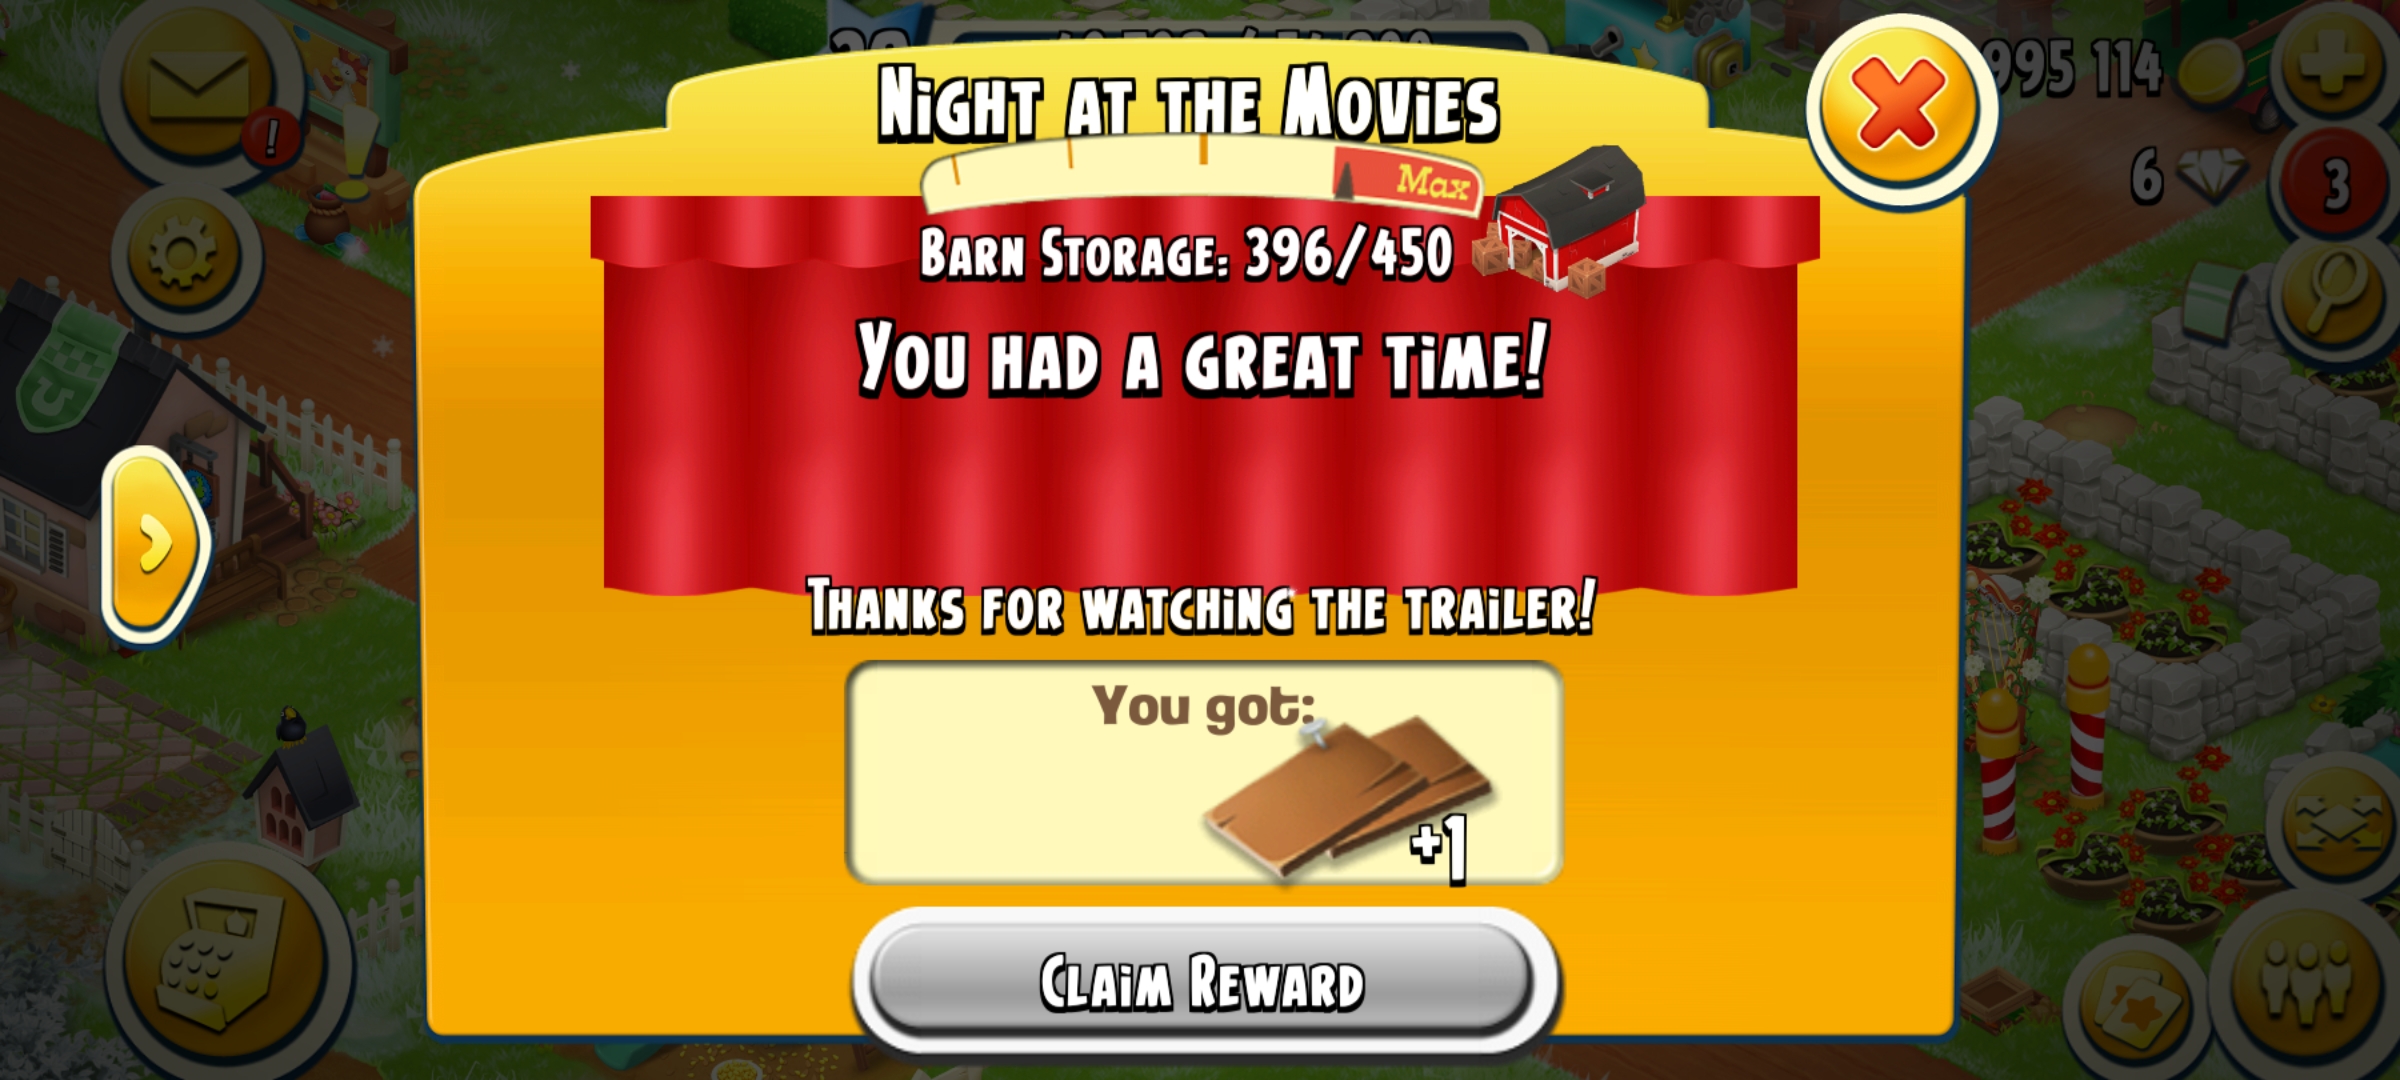 Night at the Movies
995 114
Max
6
3
Barn Storage: 396/450
You had a great time!
Thanks for watching the trailer!
You got:
+1
Claim Reward